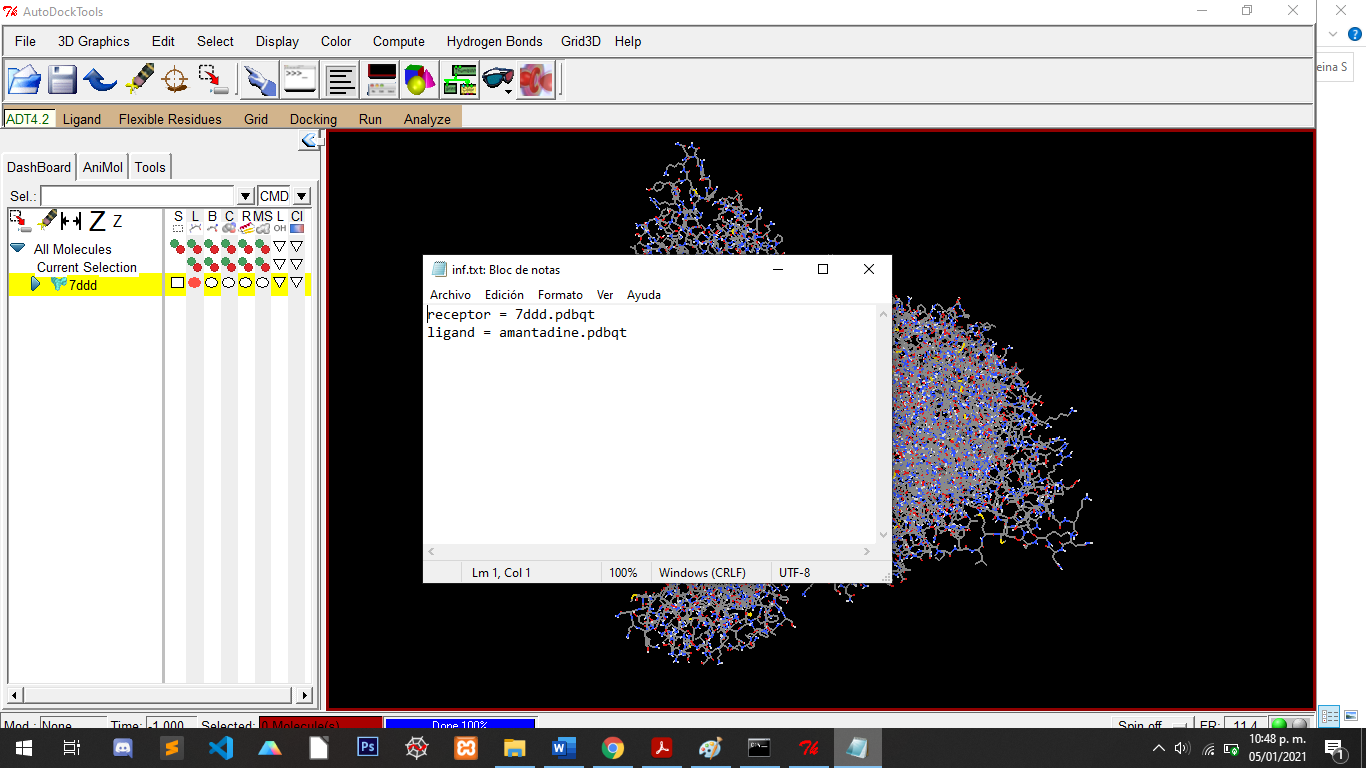 AutoDockTools
File 3D Graphics Edit Select Display Color Compute Hydrogen Bonds Grid3D Help
eina S
ADT4.2 Ligand Flexible Residues Grid Docking Run Analyze
DashBoard AniMol Tools
Sel.: CMD
Z Z S L B C R MS L Cl
OH
All Molecules
Current Selection
7ddd
inf.txt: Bloc de notas
Archivo Edición Formato Ver Ayuda
receptor = 7ddd.pdbqt
ligand = amantadine.pdbqt
Lm 1, Col 1 100% Windows (CRLF) UTF-8
Mod.: None Time: -1.000 Selected: 0 Molecule(s) Done 100% Spin off FR: 11.4
Ps W
10:48 p. m.
05/01/2021
1